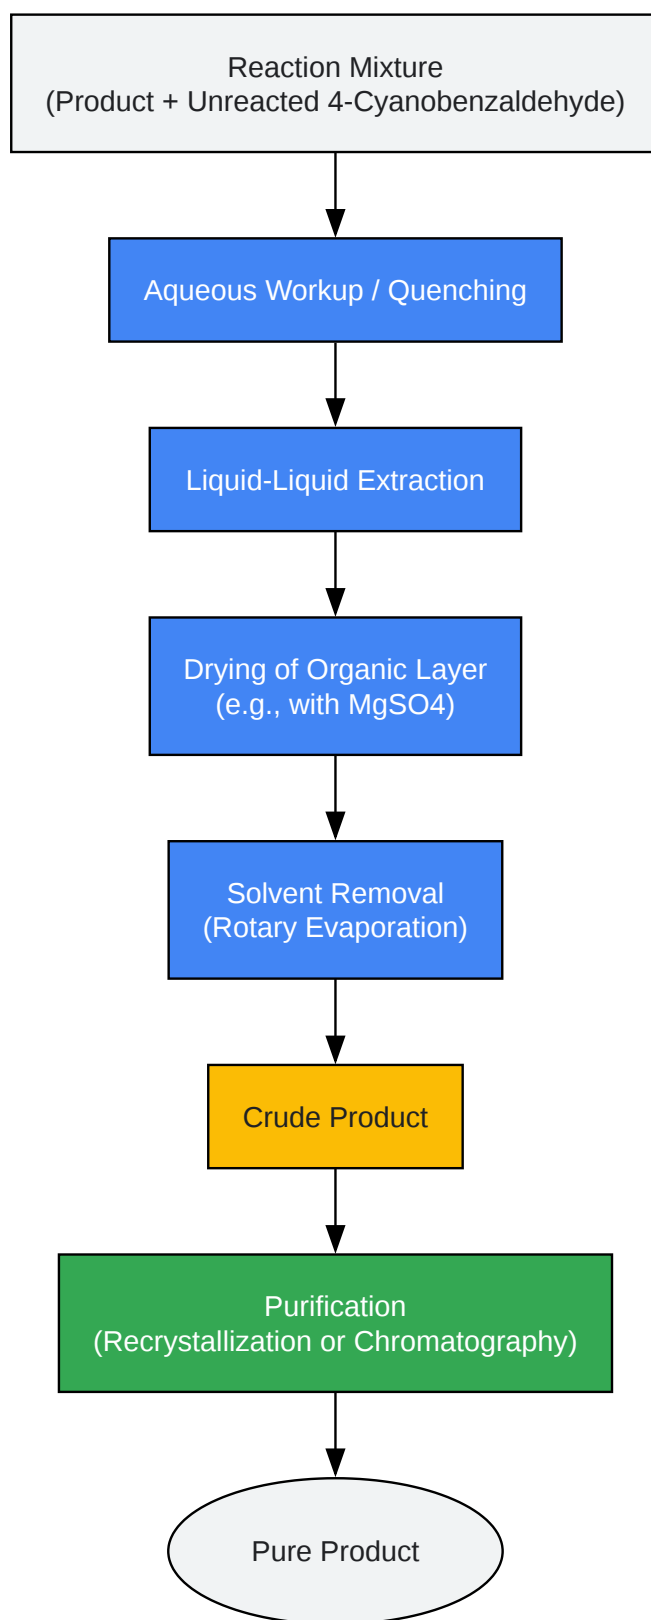 Reaction Mixture
(Product + Unreacted 4-Cyanobenzaldehyde)
Aqueous Workup / Quenching
Liquid-Liquid Extraction
Drying of Organic Layer
(e.g., with MgSO4)
Solvent Removal
(Rotary Evaporation)
Crude Product
Purification
(Recrystallization or Chromatography)
Pure Product